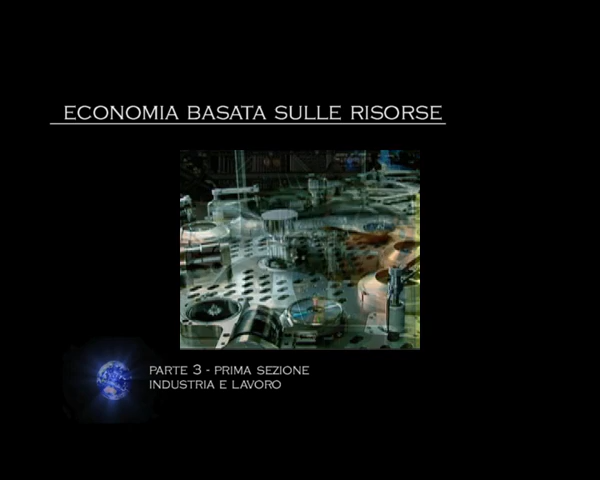 ECONOMIA BASATA SULLE RISORSE
PARTE 3 - PRIMA SEZIONE
INDUSTRIA E LAVORO